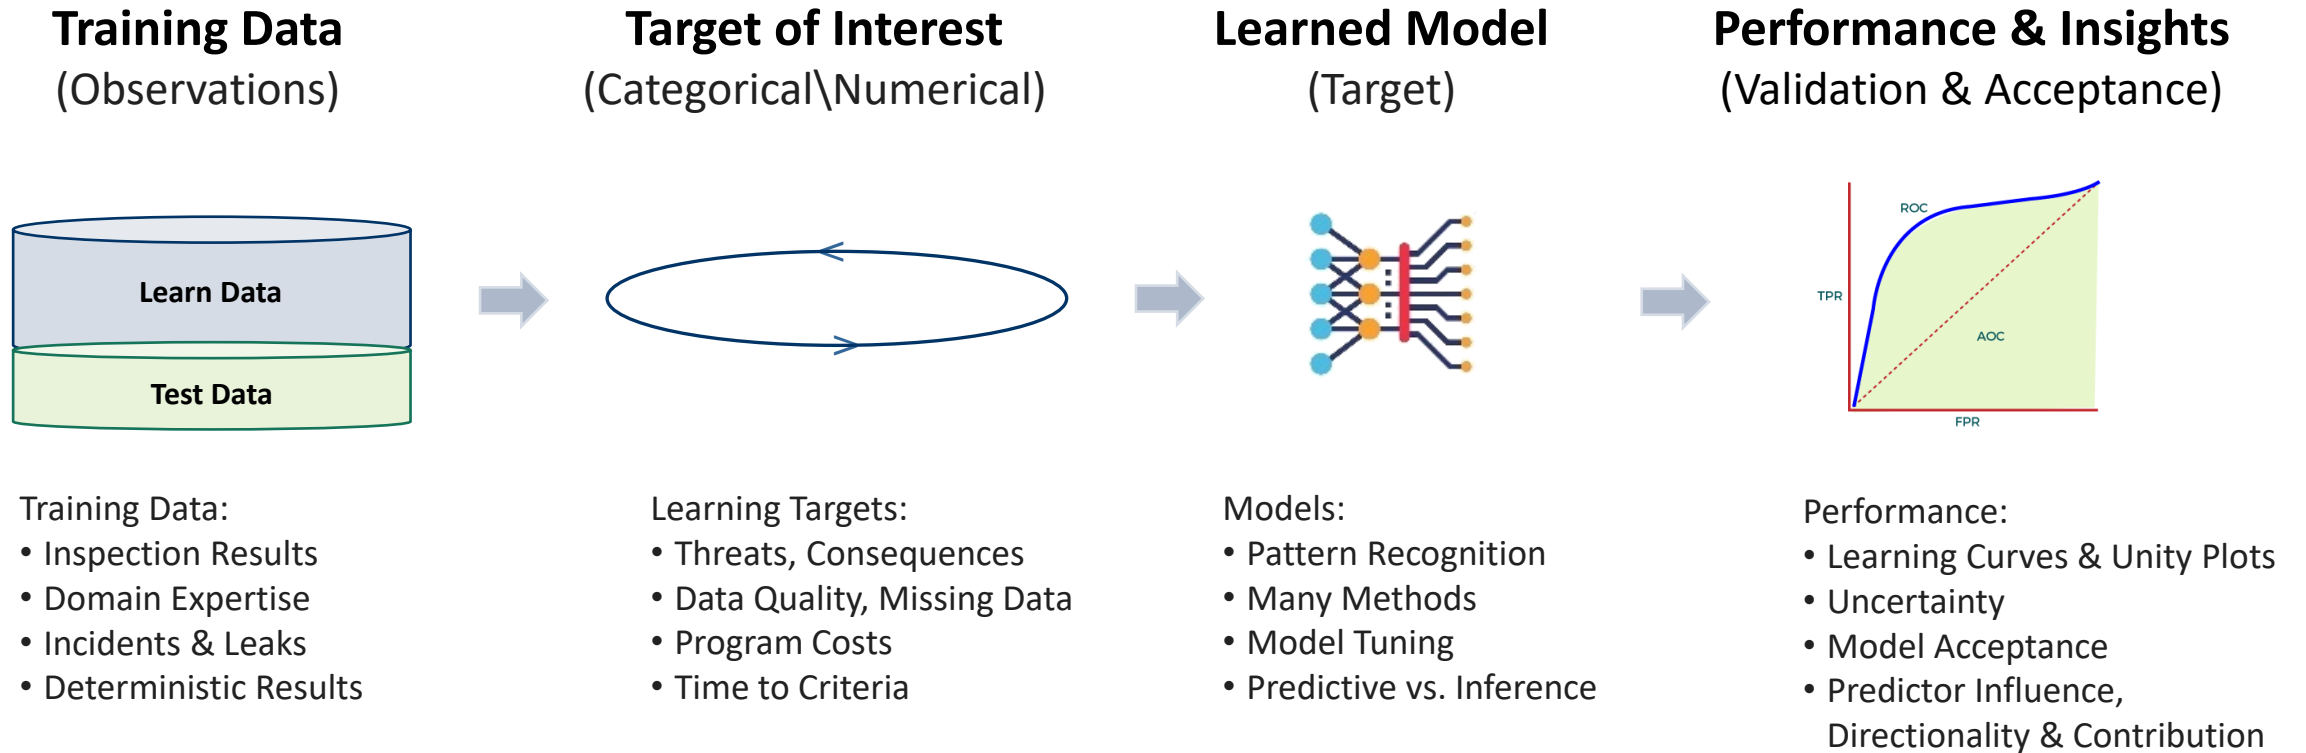 Training Data
(Observations)
Target of Interest
(Categorical\Numerical)
Learned Model
(Target)
Performance & Insights
(Validation & Acceptance)
Learn Data
Test Data
ROC
TPR
AOC
FPR
Training Data:
• Inspection Results
• Domain Expertise
• Incidents & Leaks
• Deterministic Results
Learning Targets:
• Threats, Consequences
• Data Quality, Missing Data
• Program Costs
• Time to Criteria
Models:
• Pattern Recognition
• Many Methods
• Model Tuning
• Predictive vs. Inference
Performance:
• Learning Curves & Unity Plots
• Uncertainty
• Model Acceptance
• Predictor Influence,
Directionality & Contribution